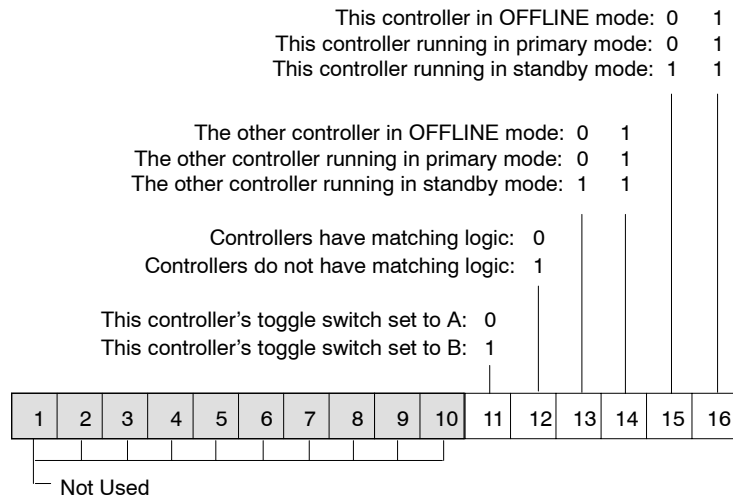 This controller in OFFLINE mode: 0 1
This controller running in primary mode: 0 1
This controller running in standby mode: 1 1
The other controller in OFFLINE mode: 0 1
The other controller running in primary mode: 0 1
The other controller running in standby mode: 1 1
Controllers have matching logic: 0
Controllers do not have matching logic: 1
This controller's toggle switch set to A: 0
This controller's toggle switch set to B: 1
1 2 3 4 5 6 7 8 9 10 11 12 13 14 15 16
Not Used